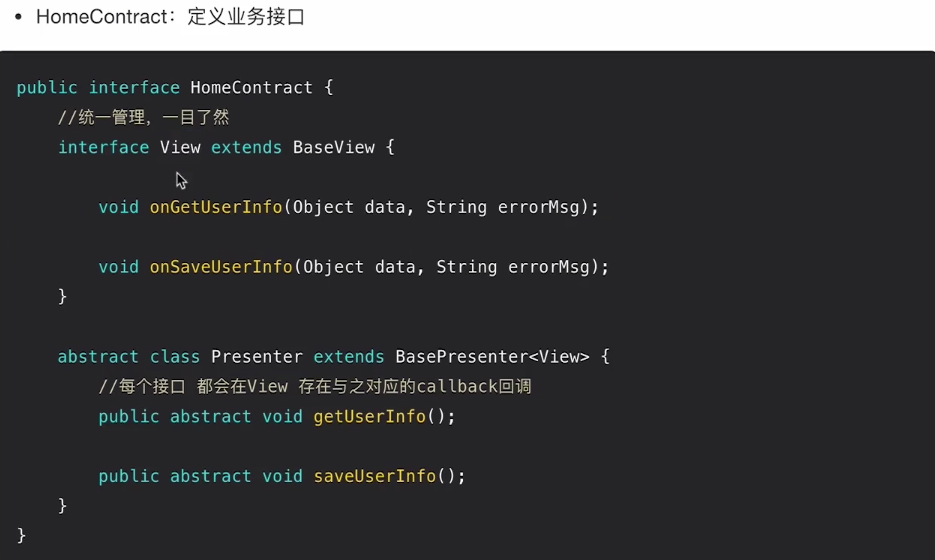 • HomeContract：定义业务接口
public interface HomeContract {
//统一管理，一目了然
interface View extends BaseView {
void onGetUserInfo(Object data, String errorMsg);
void onSaveUserInfo(Object data, String errorMsg);
}
abstract class Presenter extends BasePresenter<View> {
//每个接口 都会在View 存在与之对应的callback回调
public abstract void getUserInfo();
public abstract void saveUserInfo();
}
}